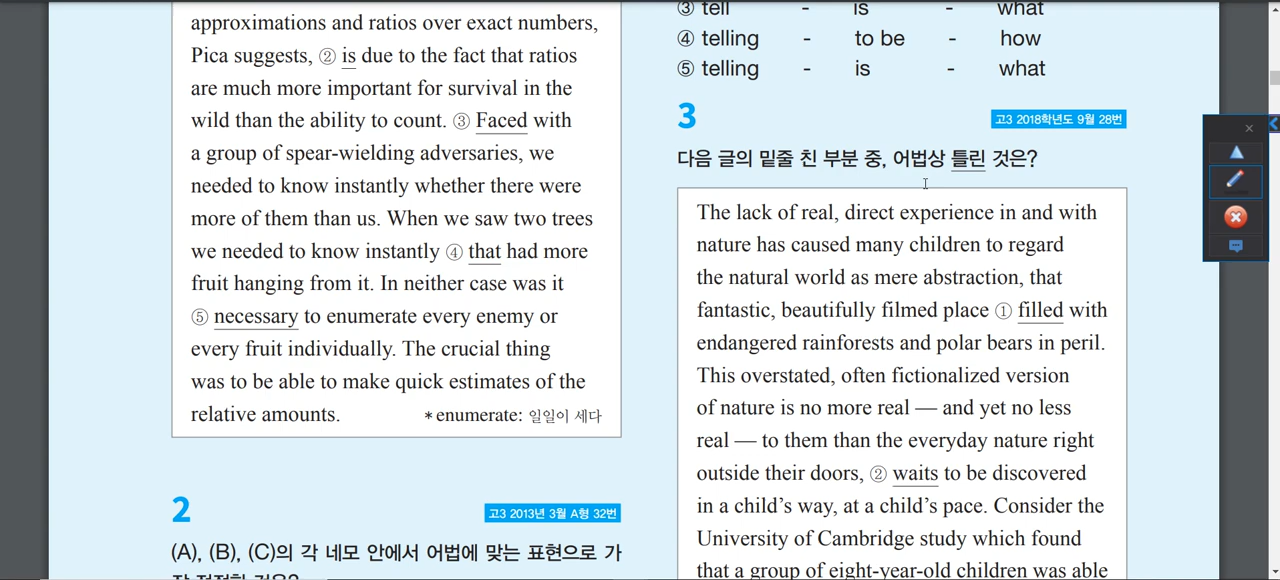 approximations and ratios over exact numbers,
Pica suggests, ② is due to the fact that ratios
are much more important for survival in the
wild than the ability to count. ③ Faced with
a group of spear-wielding adversaries, we
needed to know instantly whether there were
more of them than us. When we saw two trees
we needed to know instantly ④ that had more
fruit hanging from it. In neither case was it
⑤ necessary to enumerate every enemy or
every fruit individually. The crucial thing
was to be able to make quick estimates of the
relative amounts. *enumerate: 일일이 세다
2 고3 2013년 3월 A형 32번
(A), (B), (C)의 각 네모 안에서 어법에 맞는 표현으로 가
장 적절한 것은?
③ tell - is - what
④ telling - to be - how
⑤ telling - is - what
3 고3 2018학년도 9월 28번
다음 글의 밑줄 친 부분 중, 어법상 틀린 것은?
The lack of real, direct experience in and with
nature has caused many children to regard
the natural world as mere abstraction, that
fantastic, beautifully filmed place ① filled with
endangered rainforests and polar bears in peril.
This overstated, often fictionalized version
of nature is no more real — and yet no less
real — to them than the everyday nature right
outside their doors, ② waits to be discovered
in a child's way, at a child's pace. Consider the
University of Cambridge study which found
that a group of eight-year-old children was able